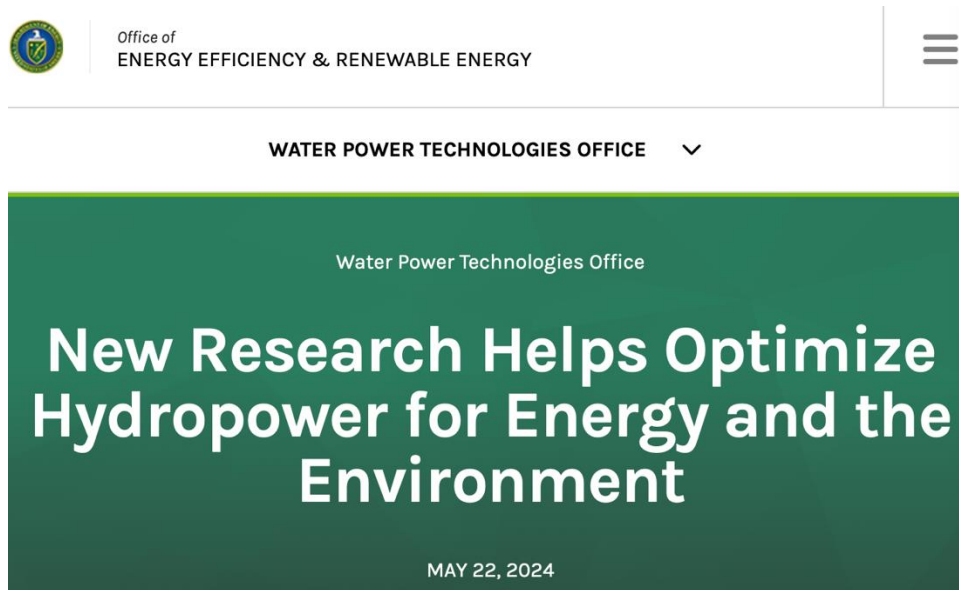 Office of
ENERGY EFFICIENCY & RENEWABLE ENERGY
WATER POWER TECHNOLOGIES OFFICE
Water Power Technologies Office
New Research Helps Optimize
Hydropower for Energy and the
Environment
MAY 22, 2024